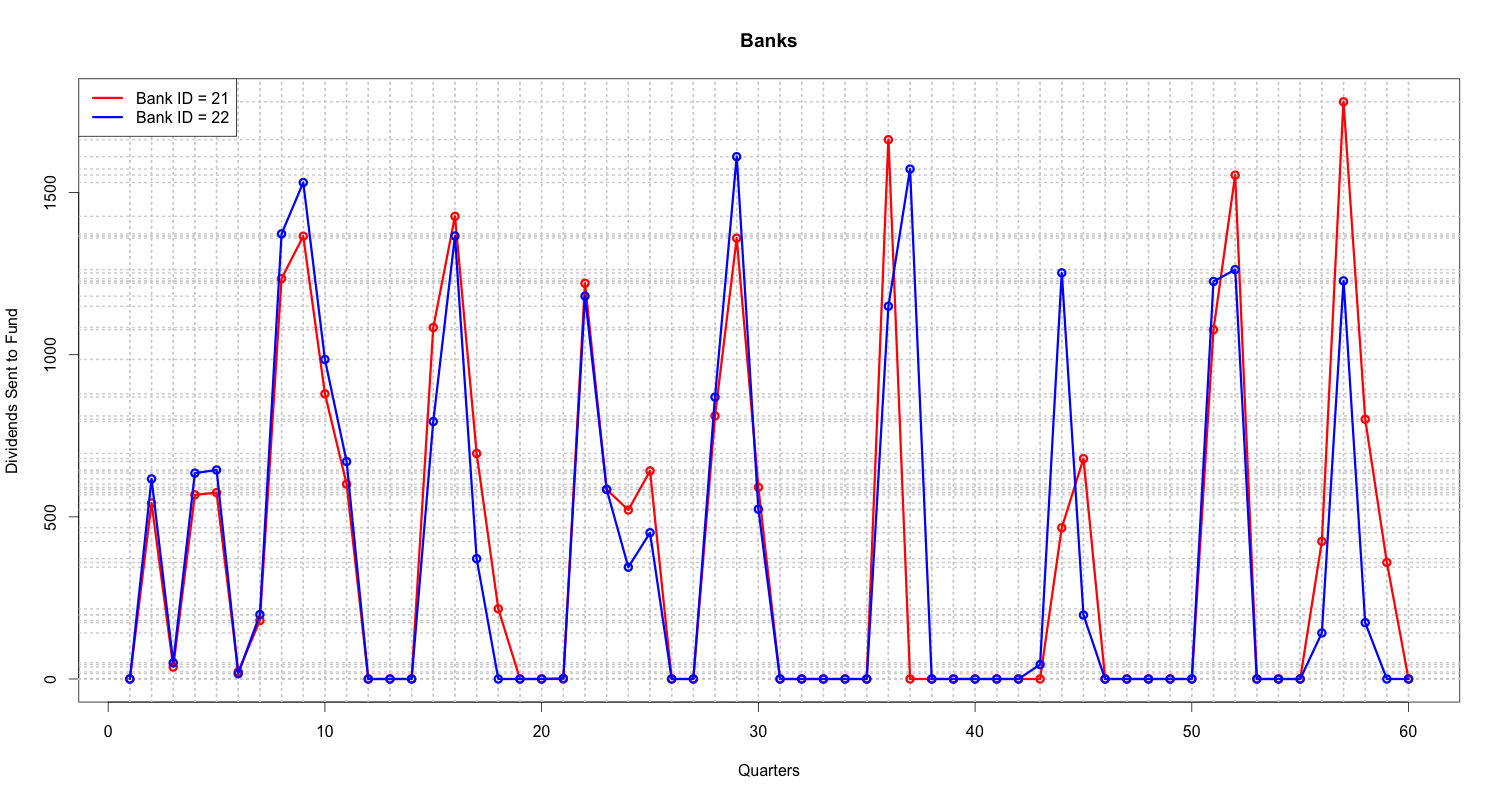 Banks
Bank ID = 21
Bank ID = 22
Dividends Sent to Fund
1500
1000
500
0
0 10 20 30 40 50 60
Quarters